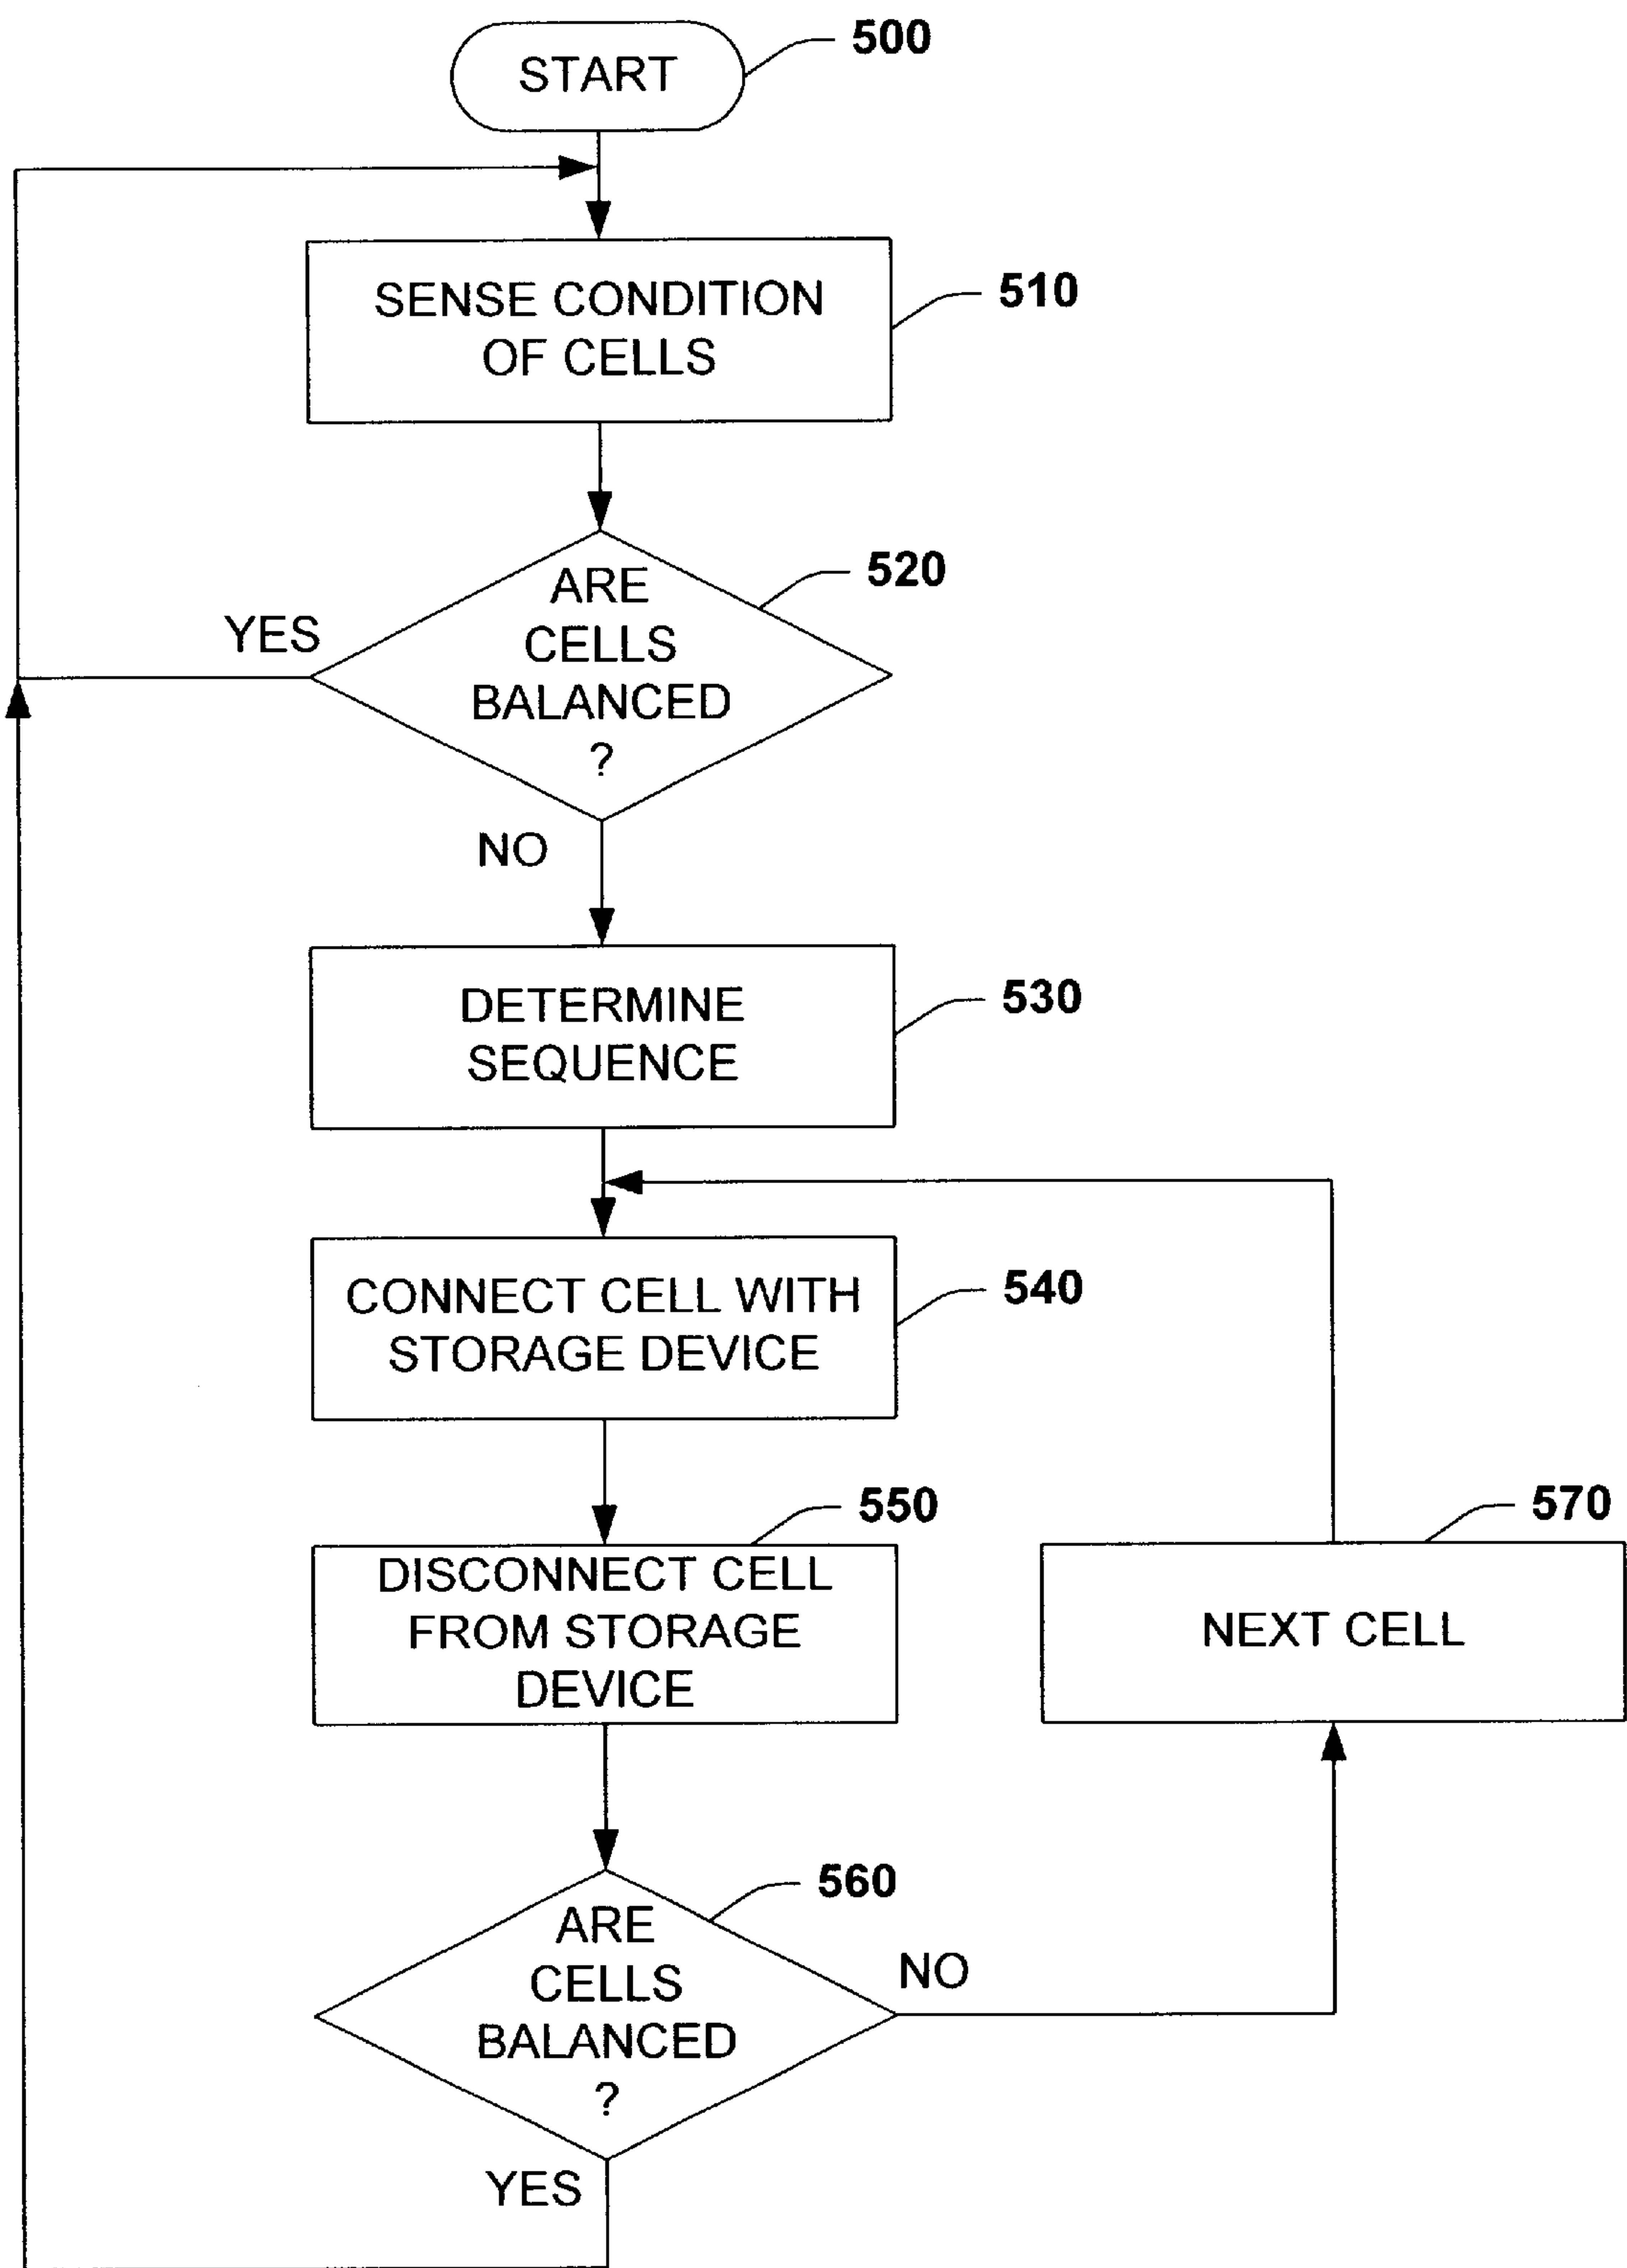 START
500
SENSE CONDITION
OF CELLS
510
ARE
CELLS
BALANCED
?
520
YES
NO
DETERMINE
SEQUENCE
530
CONNECT CELL WITH
STORAGE DEVICE
540
DISCONNECT CELL
FROM STORAGE
DEVICE
550
NEXT CELL
570
ARE
CELLS
BALANCED
?
560
NO
YES